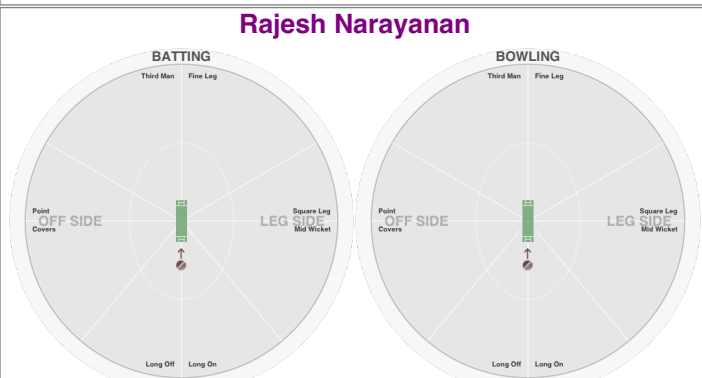 Rajesh Narayanan
BATTING
Third Man Fine Leg
Point
OFF SIDE
Covers
Square Leg
LEG SIDE
Mid Wicket
Long Off Long On
BOWLING
Third Man Fine Leg
Point
OFF SIDE
Covers
Square Leg
LEG SIDE
Mid Wicket
Long Off Long On